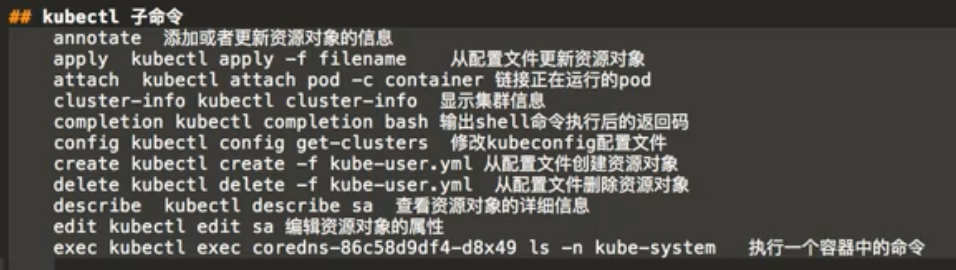 ## kubectl 子命令
annotate 添加或者更新资源对象的信息
apply kubectl apply -f filename 从配置文件更新资源对象
attach kubectl attach pod -c container 链接正在运行的pod
cluster-info kubectl cluster-info 显示集群信息
completion kubectl completion bash 输出shell命令执行后的返回码
config kubectl config get-clusters 修改kubeconfig配置文件
create kubectl create -f kube-user.yml 从配置文件创建资源对象
delete kubectl delete -f kube-user.yml 从配置文件删除资源对象
describe kubectl describe sa 查看资源对象的详细信息
edit kubectl edit sa 编辑资源对象的属性
exec kubectl exec coredns-86c58d9df4-d8x49 ls -n kube-system 执行一个容器中的命令